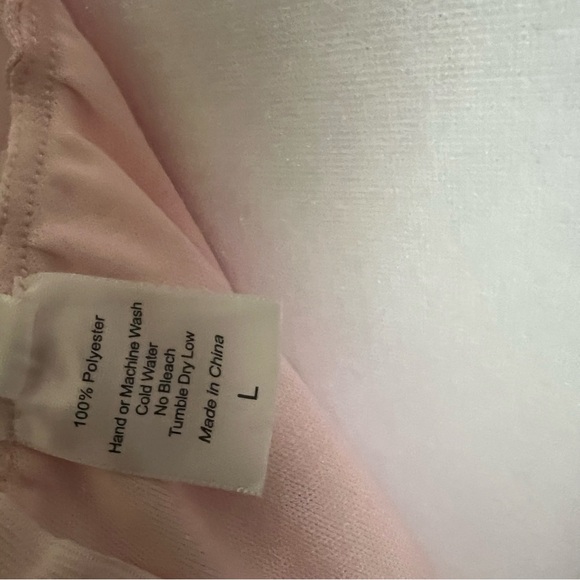 100% Polyester
Hand or Machine Wash
Cold Water
No Bleach
Tumble Dry Low
Made In China
L